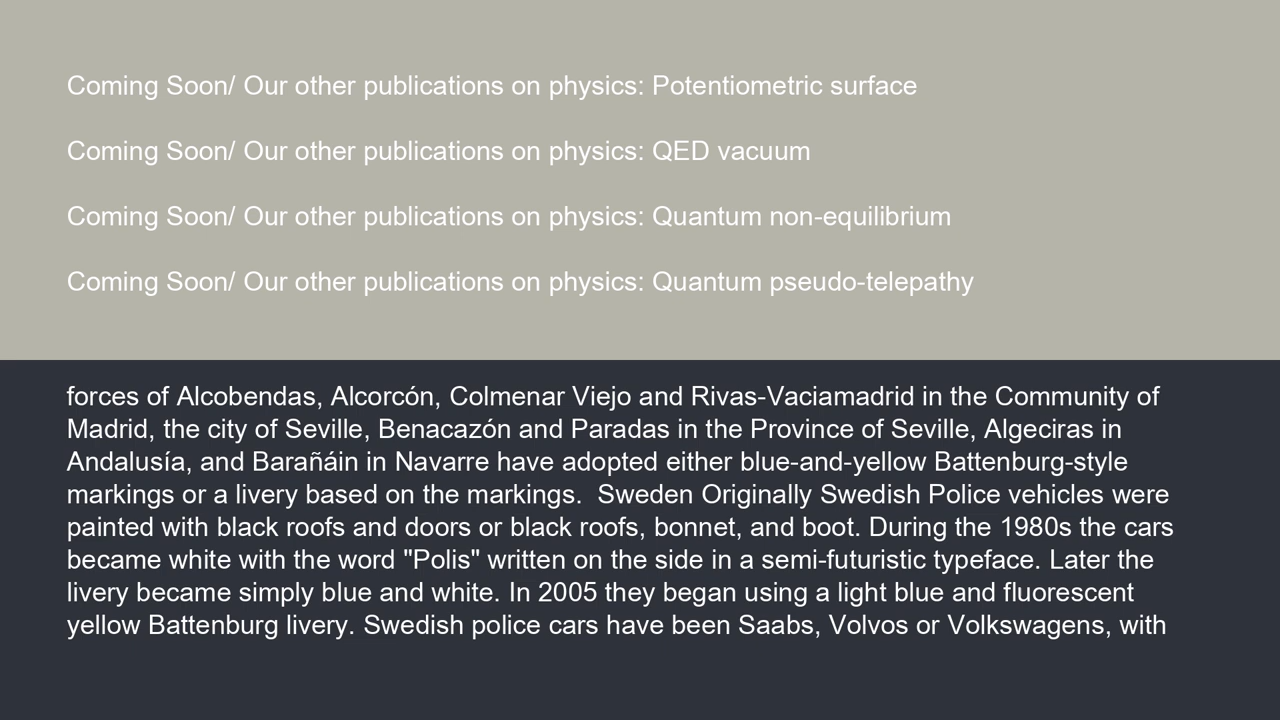 Coming Soon/ Our other publications on physics: Potentiometric surface
Coming Soon/ Our other publications on physics: QED vacuum
Coming Soon/ Our other publications on physics: Quantum non-equilibrium
Coming Soon/ Our other publications on physics: Quantum pseudo-telepathy
forces of Alcobendas, Alcorcón, Colmenar Viejo and Rivas-Vaciamadrid in the Community of
Madrid, the city of Seville, Benacazón and Paradas in the Province of Seville, Algeciras in
Andalusía, and Barañáin in Navarre have adopted either blue-and-yellow Battenburg-style
markings or a livery based on the markings.  Sweden Originally Swedish Police vehicles were
painted with black roofs and doors or black roofs, bonnet, and boot. During the 1980s the cars
became white with the word "Polis" written on the side in a semi-futuristic typeface. Later the
livery became simply blue and white. In 2005 they began using a light blue and fluorescent
yellow Battenburg livery. Swedish police cars have been Saabs, Volvos or Volkswagens, with